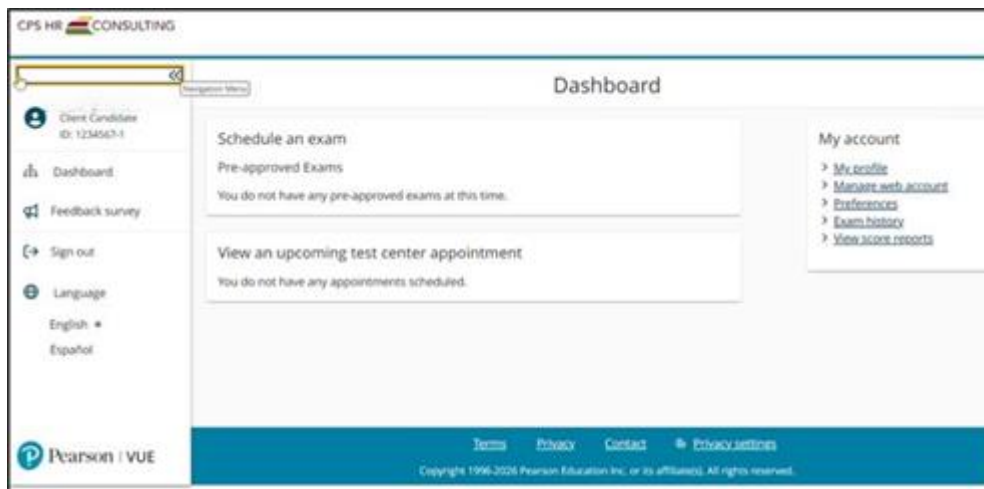 CPS HR CONSULTING
Navigation Menu
Client Candidate
ID: 1234567-1
Dashboard
Feedback survey
Sign out
Language
English
Español
Pearson VUE
Dashboard
Schedule an exam
Pre-approved Exams
You do not have any pre-approved exams at this time.
View an upcoming test center appointment
You do not have any appointments scheduled.
My account
My profile
Manage web account
Preferences
Exam history
View score reports
Terms Privacy Contact Privacy settings
Copyright 1996-2026 Pearson Education Inc. or its affiliate(s). All rights reserved.